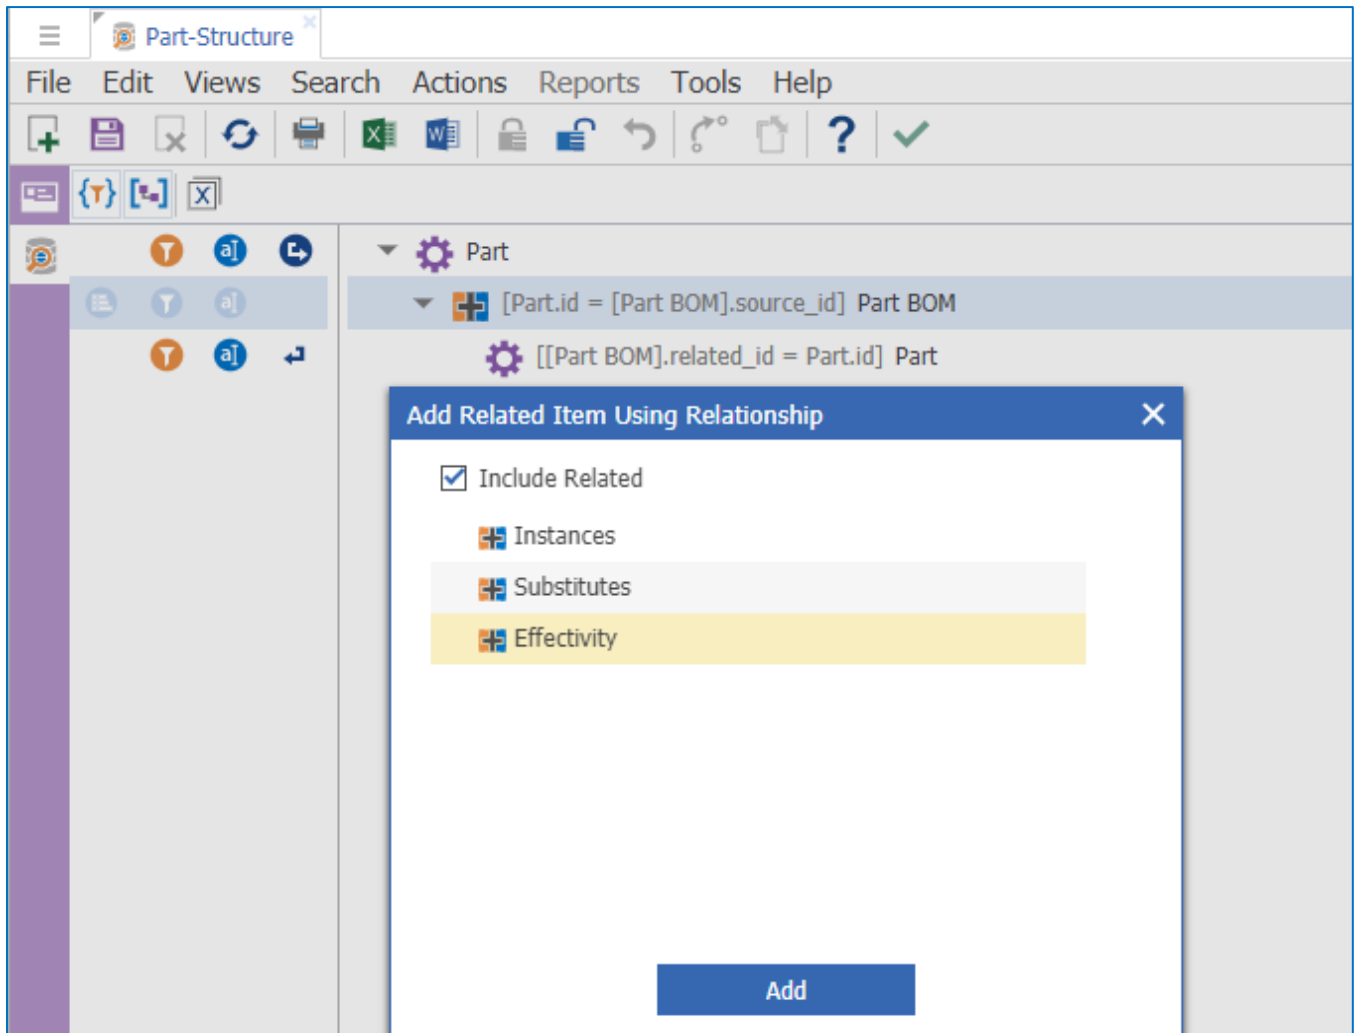 Part-Structure
File Edit Views Search Actions Reports Tools Help
Part
[Part.id = [Part BOM].source_id] Part BOM
[[Part BOM].related_id = Part.id] Part
Add Related Item Using Relationship
Include Related
Instances
Substitutes
Effectivity
Add